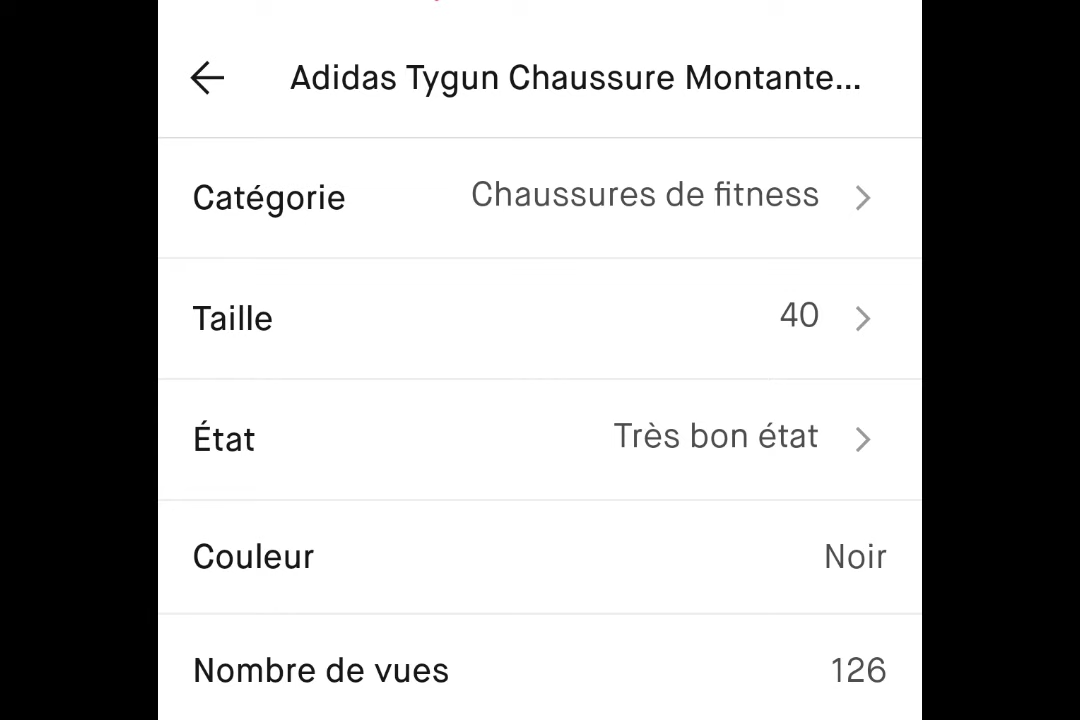 Adidas Tygun Chaussure Montante...
Catégorie Chaussures de fitness
Taille 40
État Très bon état
Couleur Noir
Nombre de vues 126